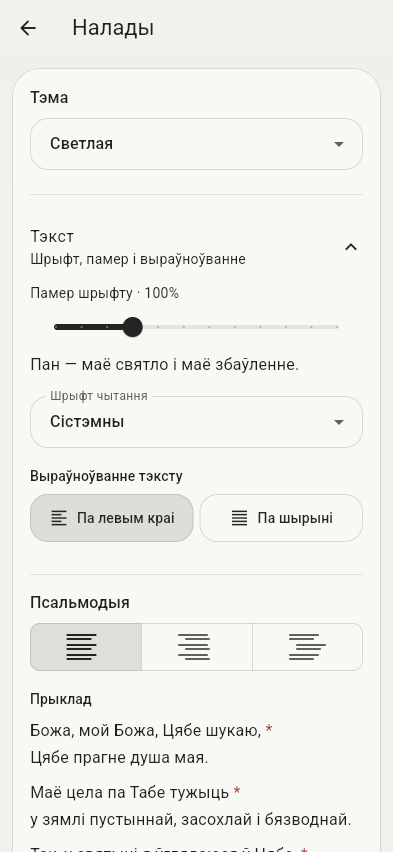 Налады
Тэма
Светлая
Тэкст
Шрыфт, памер і выраўноўванне
Памер шрыфту · 100%
Пан — маё святло і маё збаўленне.
Шрыфт чытання
Сістэмны
Выраўноўванне тэксту
Па левым краі
Па шырыні
Псальмодыя
Прыклад
Божа, мой Божа, Цябе шукаю, *
Цябе прагне душа мая.
Маё цела па Табе тужыць *
у зямлі пустыннай, засохлай і бязводнай.